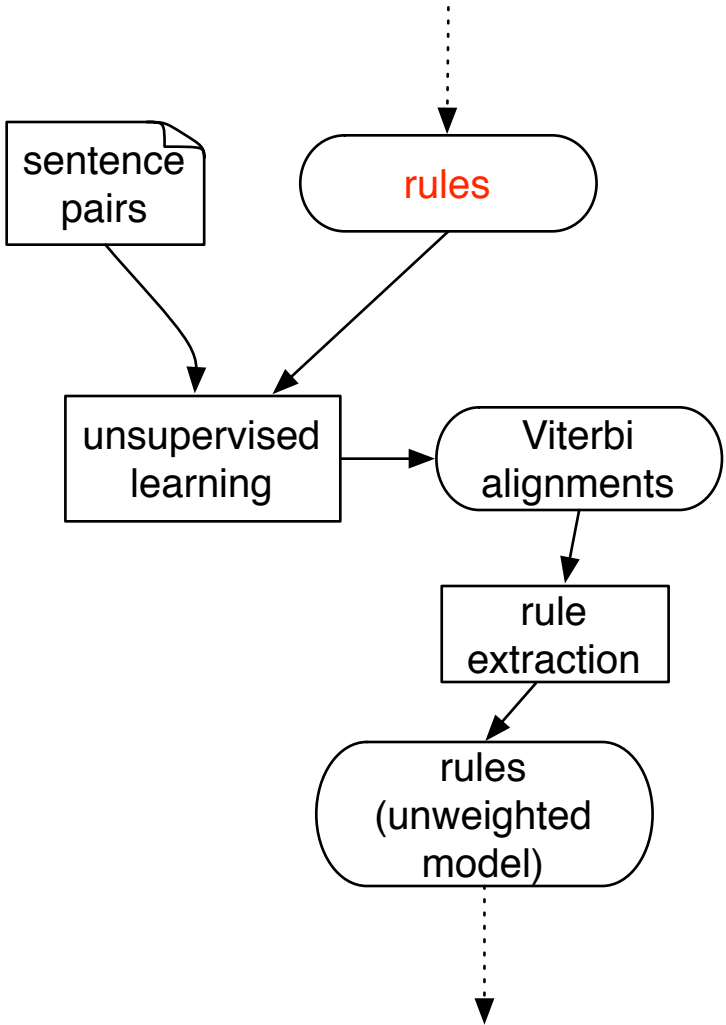 sentence
pairs
rules
unsupervised
learning
Viterbi
alignments
rule
extraction
rules
(unweighted
model)